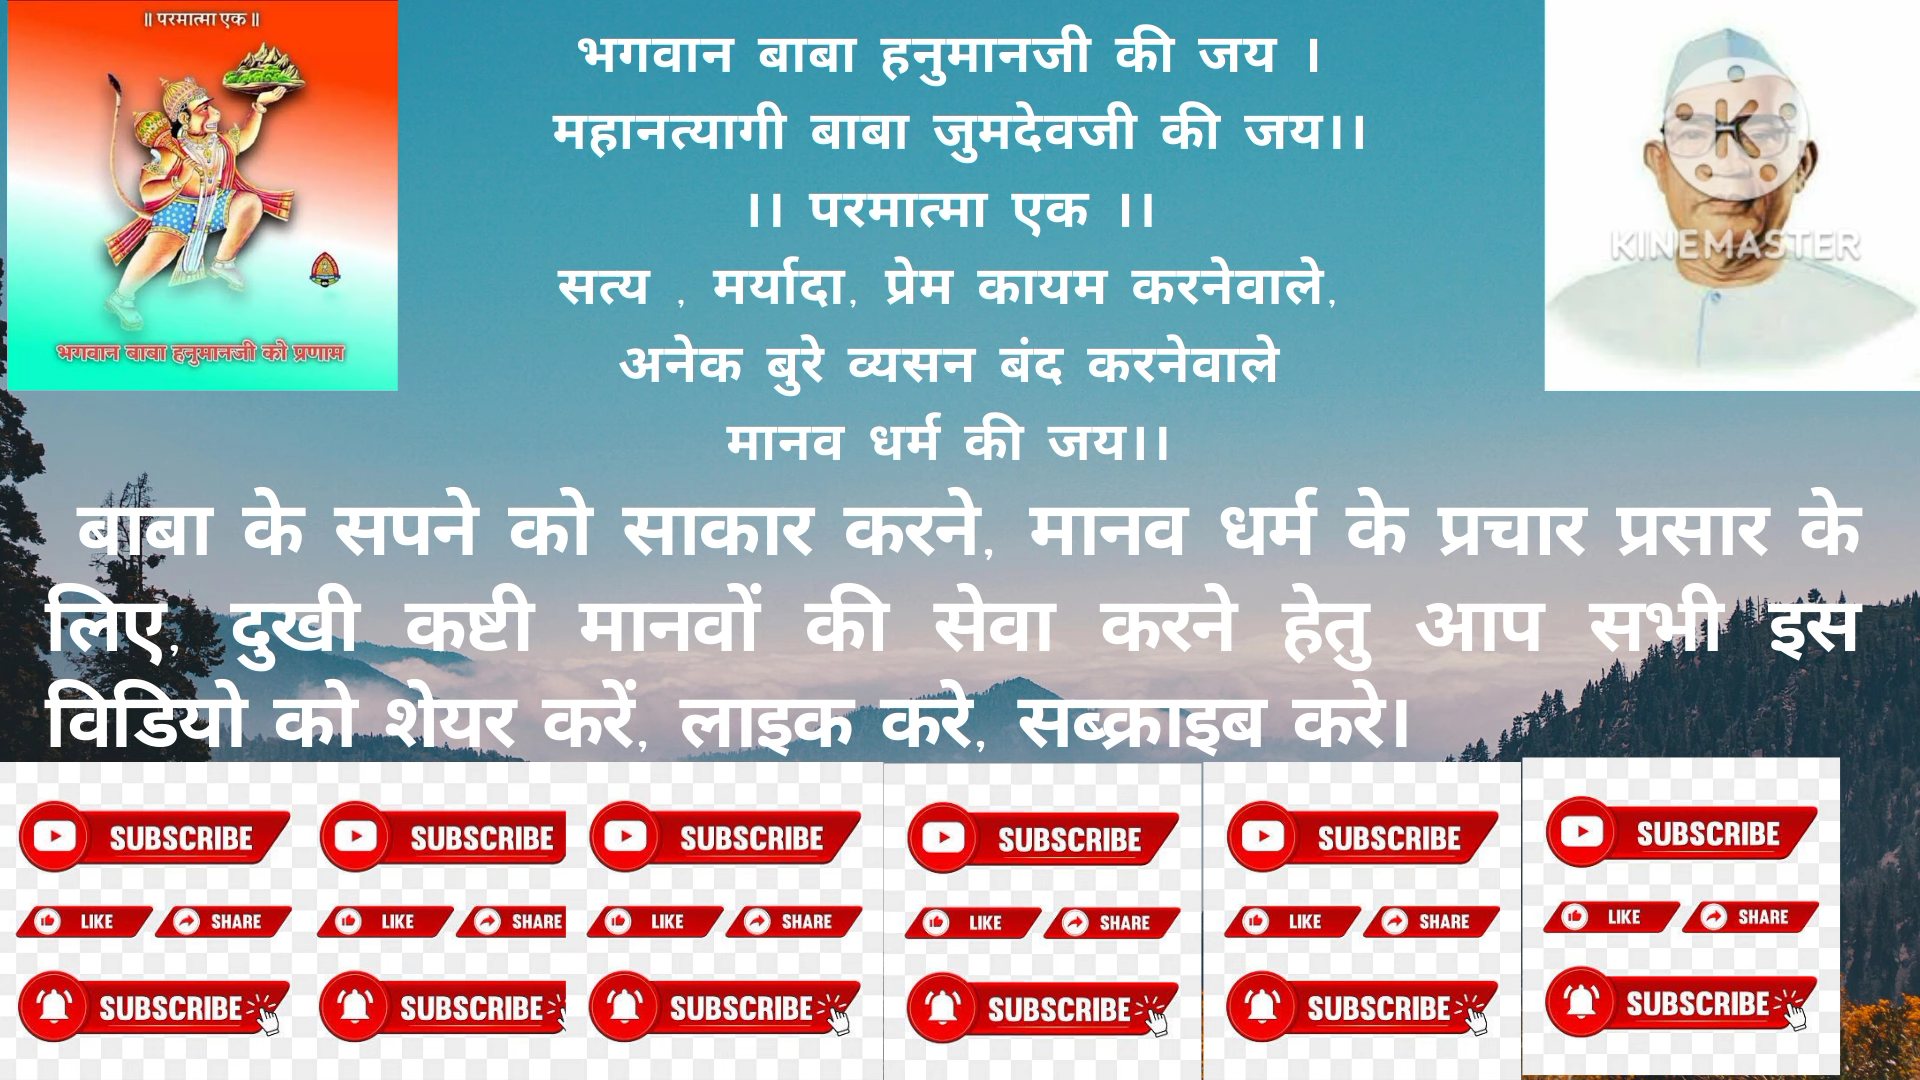 ॥ परमात्मा एक ॥
भगवान बाबा हनुमानजी को प्रणाम
भगवान बाबा हनुमानजी की जय ।
महानत्यागी बाबा जुमदेवजी की जय।।
।। परमात्मा एक ।।
सत्य , मर्यादा, प्रेम कायम करनेवाले,
अनेक बुरे व्यसन बंद करनेवाले
मानव धर्म की जय।।
KINEMASTER
बाबा के सपने को साकार करने, मानव धर्म के प्रचार प्रसार के
लिए, दुखी कष्टी मानवों की सेवा करने हेतु आप सभी इस
विडियो को शेयर करें, लाइक करे, सब्क्राइब करे।
SUBSCRIBE SUBSCRIBE SUBSCRIBE SUBSCRIBE SUBSCRIBE SUBSCRIBE
LIKE SHARE LIKE SHARE LIKE SHARE LIKE SHARE LIKE SHARE LIKE SHARE
SUBSCRIBE SUBSCRIBE SUBSCRIBE SUBSCRIBE SUBSCRIBE SUBSCRIBE